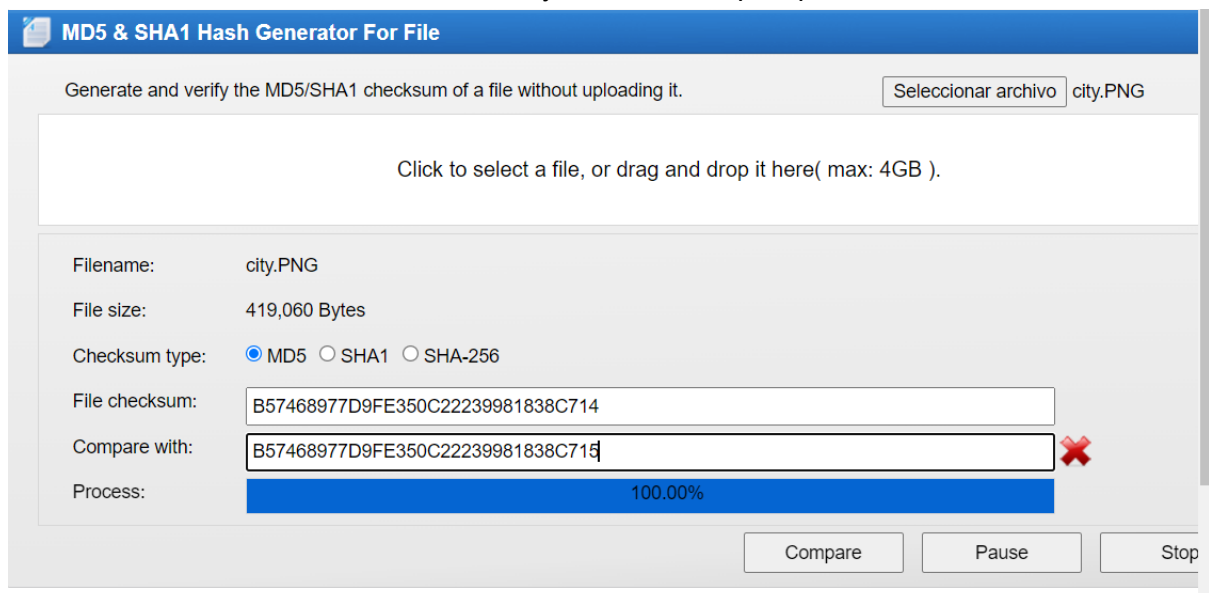 MD5 & SHA1 Hash Generator For File
Generate and verify the MD5/SHA1 checksum of a file without uploading it. Seleccionar archivo city.PNG
Click to select a file, or drag and drop it here( max: 4GB ).
Filename: city.PNG
File size: 419,060 Bytes
Checksum type: MD5 SHA1 SHA-256
File checksum: B57468977D9FE350C22239981838C714
Compare with: B57468977D9FE350C22239981838C715
Process: 100.00%
Compare Pause Stop